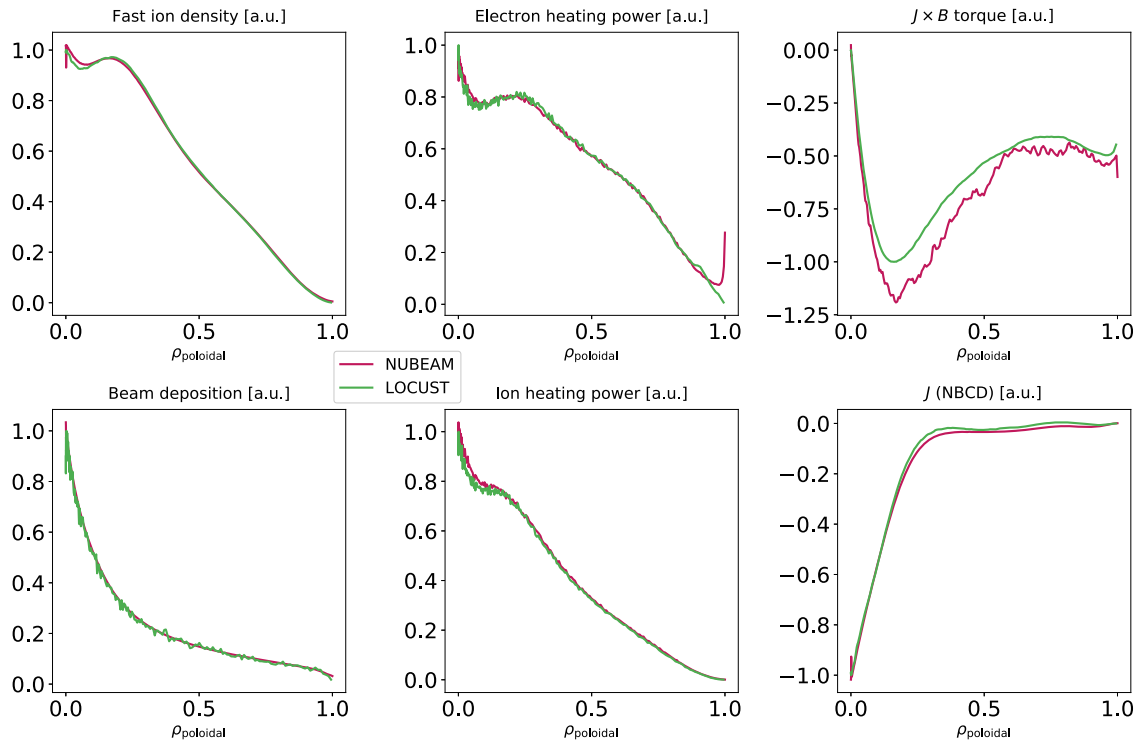 Fast ion density [a.u.]
1.0
0.8
0.6
0.4
0.2
0.0
0.0 0.5 1.0
ρpoloidal
Electron heating power [a.u.]
1.0
0.8
0.6
0.4
0.2
0.0
0.0 0.5 1.0
ρpoloidal
J × B torque [a.u.]
0.00
−0.25
−0.50
−0.75
−1.00
−1.25
0.0 0.5 1.0
ρpoloidal
NUBEAM
LOCUST
Beam deposition [a.u.]
1.0
0.8
0.6
0.4
0.2
0.0
0.0 0.5 1.0
ρpoloidal
Ion heating power [a.u.]
1.0
0.8
0.6
0.4
0.2
0.0
0.0 0.5 1.0
ρpoloidal
J (NBCD) [a.u.]
0.0
−0.2
−0.4
−0.6
−0.8
−1.0
0.0 0.5 1.0
ρpoloidal